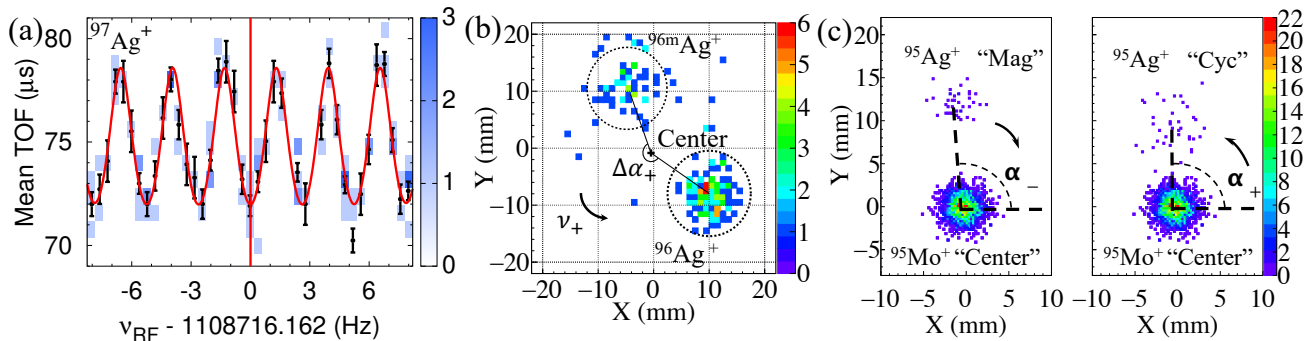 (a)
97Ag+
80
75
70
Mean TOF (μs)
-6 -3 0 3 6
νRF - 1108716.162 (Hz)
3
2
1
0
(b)
20
10
0
−10
−20
Y (mm)
96mAg+
Center
Δα+
ν+
96Ag+
−20 −10 0 10 20
X (mm)
6
5
4
3
2
1
0
(c)
20
15
10
5
0
−5
Y (mm)
95Ag+ “Mag”
α−
95Mo+ “Center”
−10 −5 0 5 10
X (mm)
95Ag+ “Cyc”
α+
95Mo+ “Center”
−10 −5 0 5 10
X (mm)
22
20
18
16
14
12
10
8
6
4
2
0